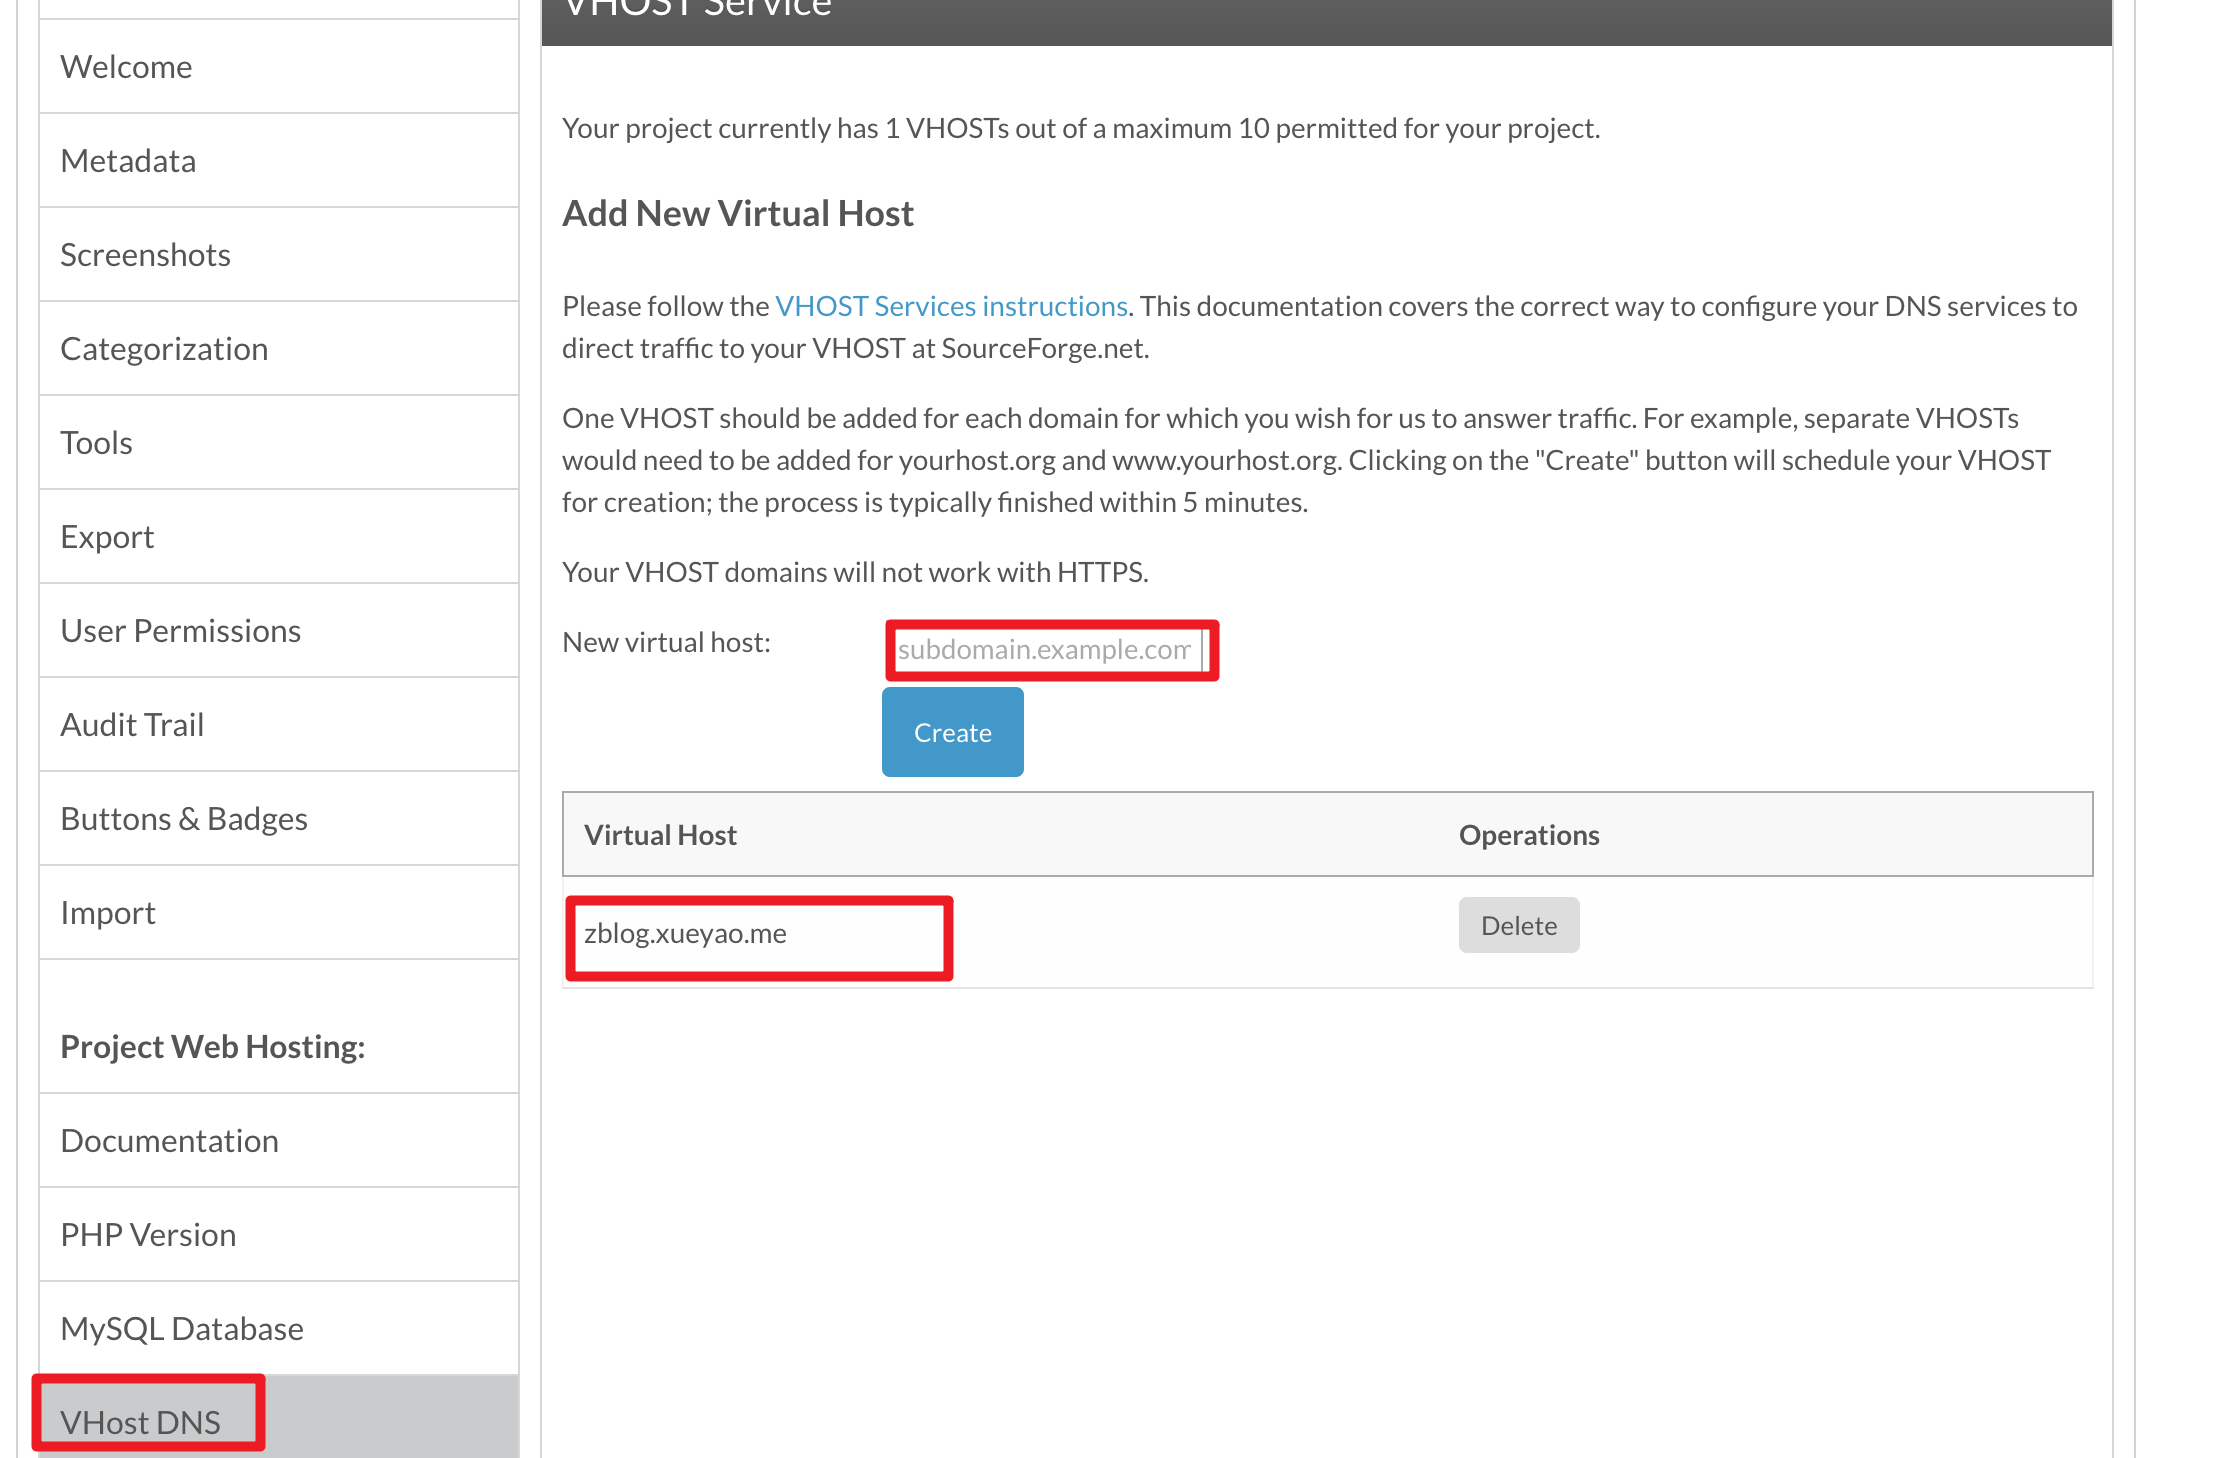 VHOST Service
Welcome
Metadata
Screenshots
Categorization
Tools
Export
User Permissions
Audit Trail
Buttons & Badges
Import
Project Web Hosting:
Documentation
PHP Version
MySQL Database
VHost DNS
Your project currently has 1 VHOSTs out of a maximum 10 permitted for your project.
Add New Virtual Host
Please follow the VHOST Services instructions. This documentation covers the correct way to configure your DNS services to
direct traffic to your VHOST at SourceForge.net.
One VHOST should be added for each domain for which you wish for us to answer traffic. For example, separate VHOSTs
would need to be added for yourhost.org and www.yourhost.org. Clicking on the "Create" button will schedule your VHOST
for creation; the process is typically finished within 5 minutes.
Your VHOST domains will not work with HTTPS.
New virtual host:
subdomain.example.com
Create
Virtual Host
Operations
zblog.xueyao.me
Delete